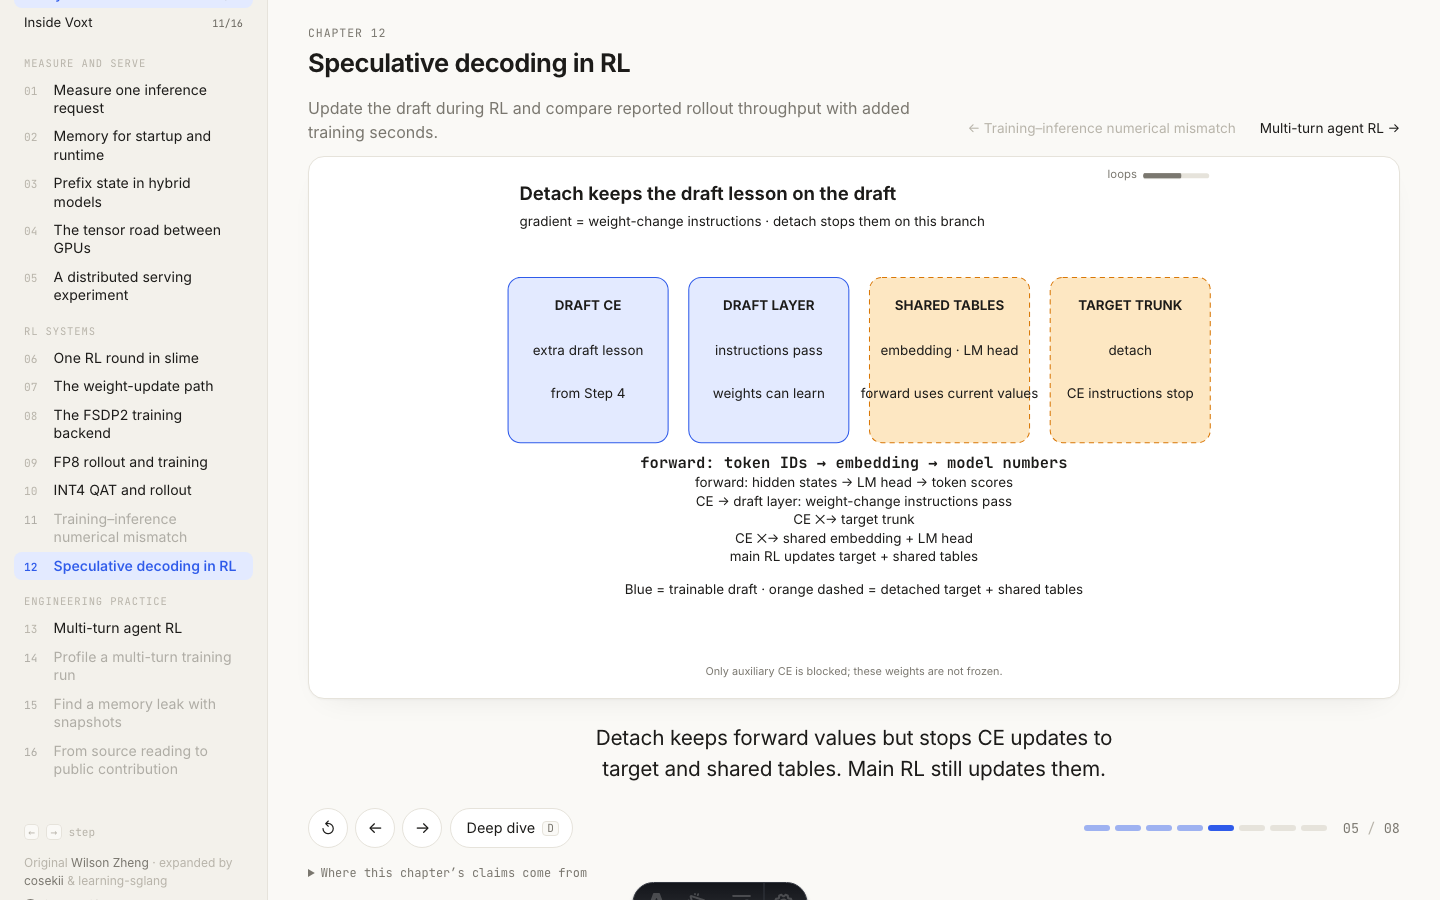 Inside Voxt 11/16
MEASURE AND SERVE
01 Measure one inference
request
02 Memory for startup and
runtime
03 Prefix state in hybrid
models
04 The tensor road between
GPUs
05 A distributed serving
experiment
RL SYSTEMS
06 One RL round in slime
07 The weight-update path
08 The FSDP2 training
backend
09 FP8 rollout and training
10 INT4 QAT and rollout
11 Training–inference
numerical mismatch
12 Speculative decoding in RL
ENGINEERING PRACTICE
13 Multi-turn agent RL
14 Profile a multi-turn training
run
15 Find a memory leak with
snapshots
16 From source reading to
public contribution
← → step
Original Wilson Zheng · expanded by
cosekii & learning-sglang
CHAPTER 12
Speculative decoding in RL
Update the draft during RL and compare reported rollout throughput with added
training seconds.
← Training–inference numerical mismatch Multi-turn agent RL →
loops
Detach keeps the draft lesson on the draft
gradient = weight-change instructions · detach stops them on this branch
DRAFT CE
extra draft lesson
from Step 4
DRAFT LAYER
instructions pass
weights can learn
SHARED TABLES
embedding · LM head
forward uses current values
TARGET TRUNK
detach
CE instructions stop
forward: token IDs → embedding → model numbers
forward: hidden states → LM head → token scores
CE → draft layer: weight-change instructions pass
CE ✕→ target trunk
CE ✕→ shared embedding + LM head
main RL updates target + shared tables
Blue = trainable draft · orange dashed = detached target + shared tables
Only auxiliary CE is blocked; these weights are not frozen.
Detach keeps forward values but stops CE updates to
target and shared tables. Main RL still updates them.
Deep dive D
05 / 08
▶ Where this chapter’s claims come from